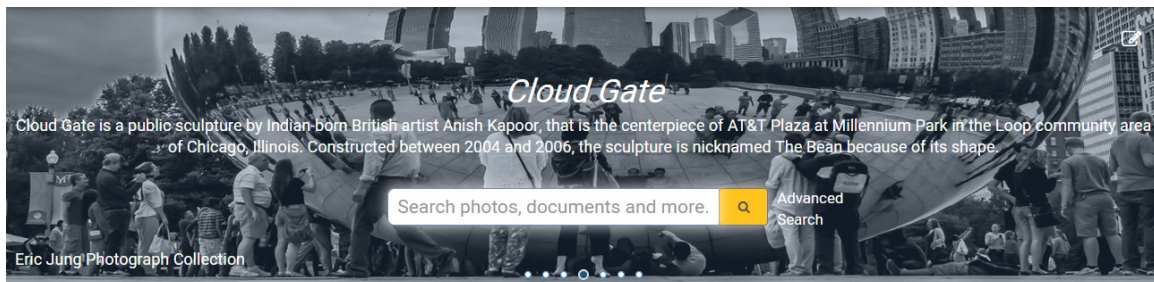 Cloud Gate
Cloud Gate is a public sculpture by Indian-born British artist Anish Kapoor, that is the centerpiece of AT&T Plaza at Millennium Park in the Loop community area
of Chicago, Illinois. Constructed between 2004 and 2006, the sculpture is nicknamed The Bean because of its shape.
Search photos, documents and more.
Advanced
Search
Eric Jung Photograph Collection